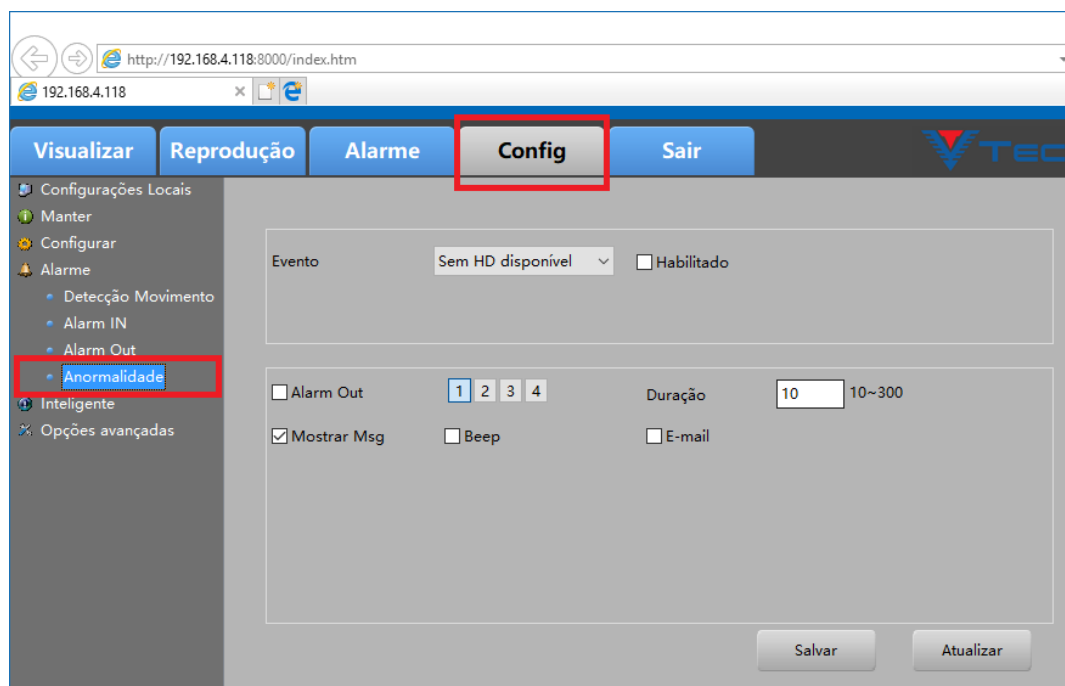 http://192.168.4.118:8000/index.htm
192.168.4.118
Visualizar Reprodução Alarme Config Sair
TEC
Configurações Locais
Manter
Configurar
Alarme
Detecção Movimento
Alarm IN
Alarm Out
Anormalidade
Inteligente
Opções avançadas
Evento Sem HD disponível Habilitado
Alarm Out 1 2 3 4 Duração 10 10~300
Mostrar Msg Beep E-mail
Salvar Atualizar